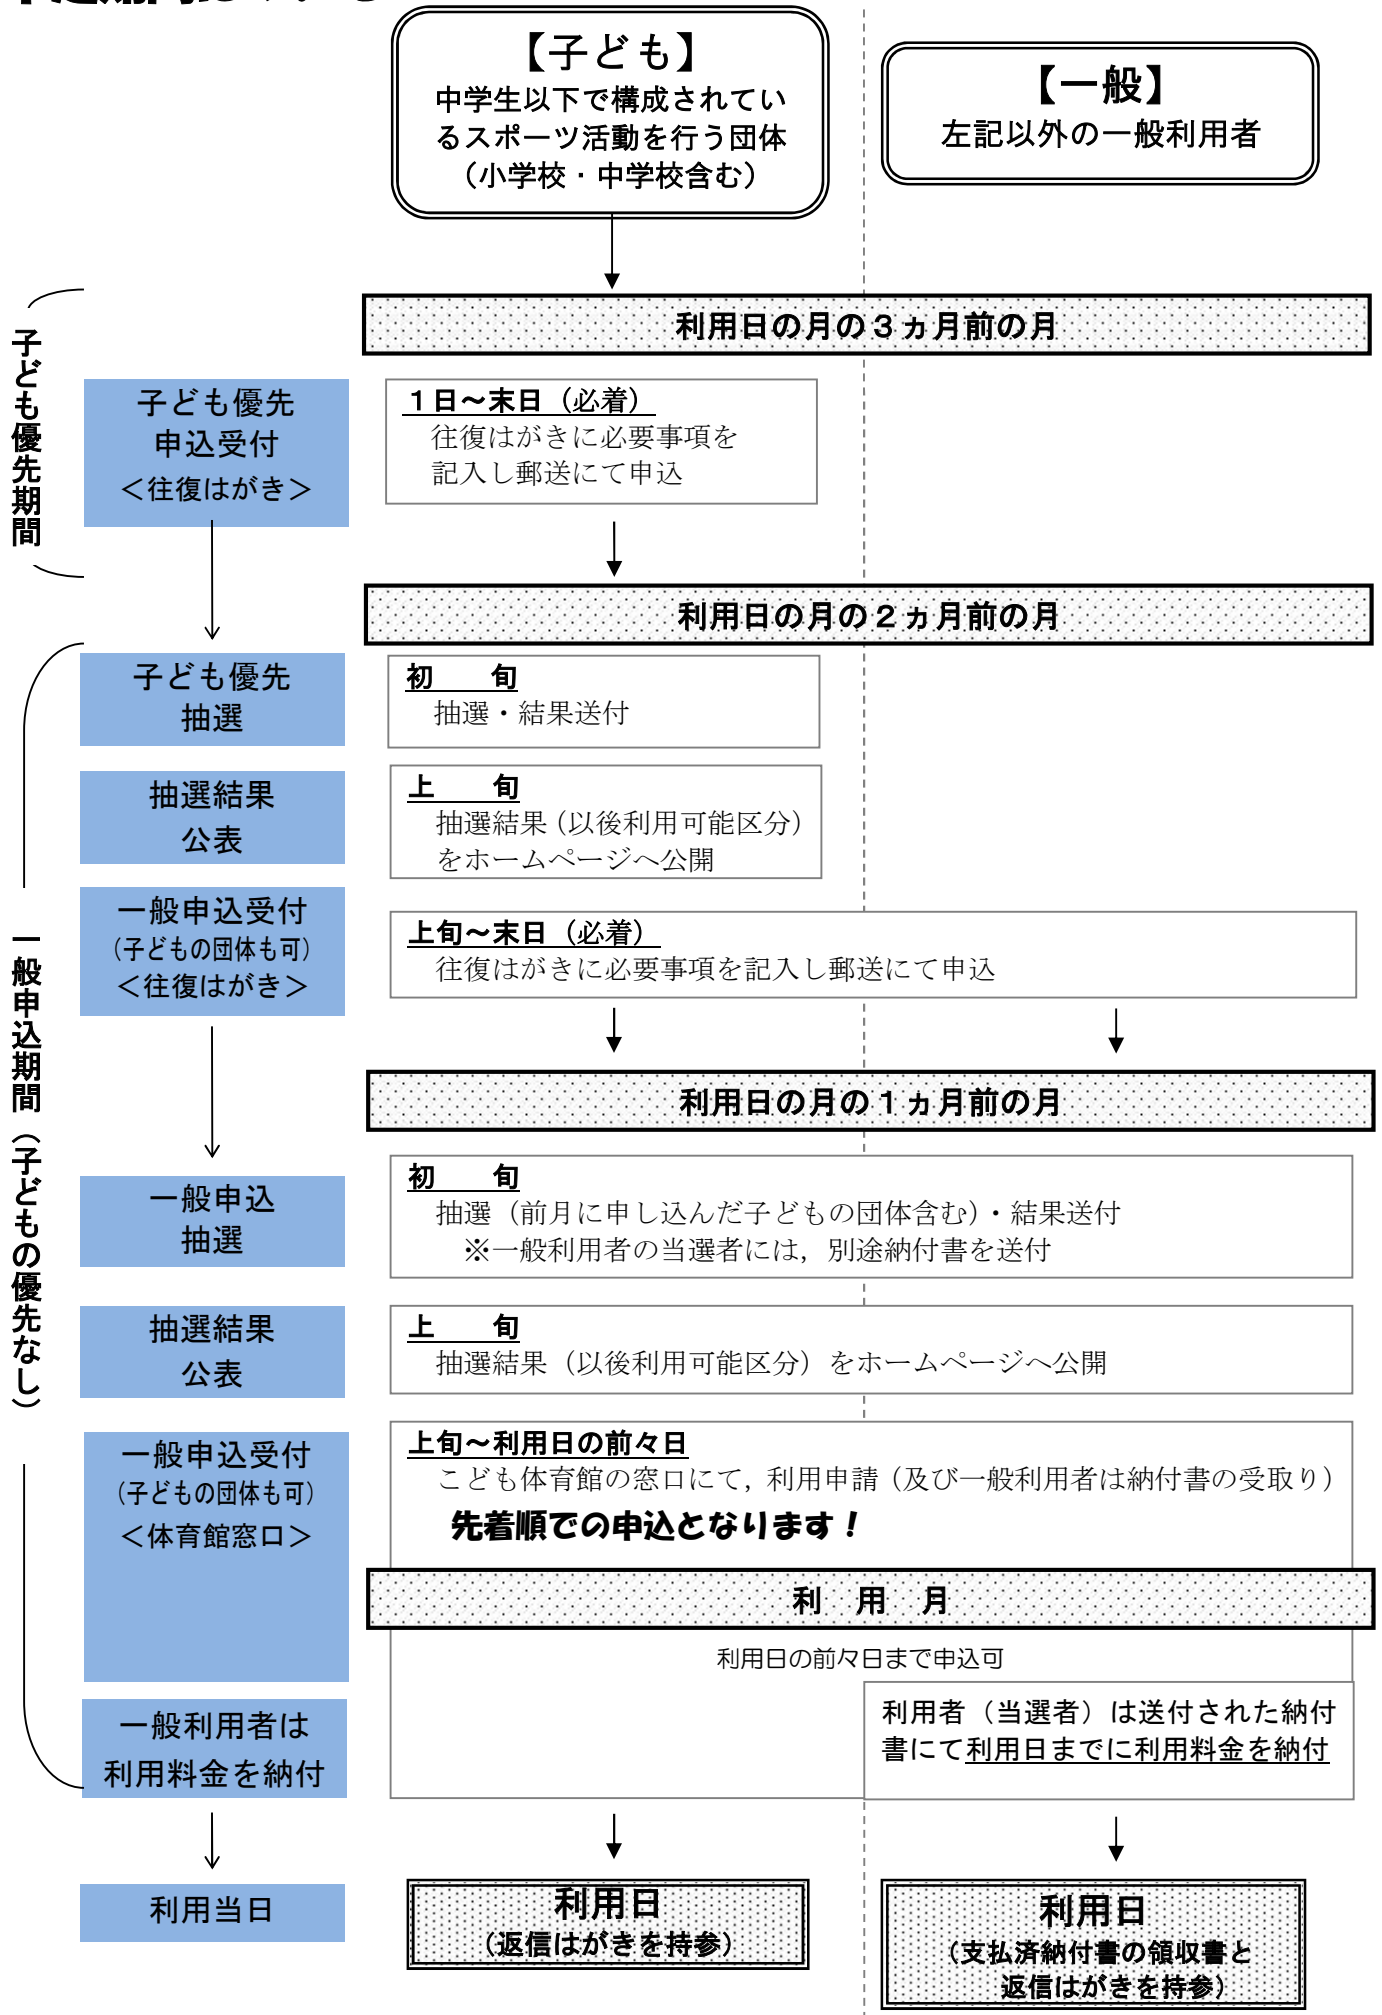 【子ども】
中学生以下で構成されてい
るスポーツ活動を行う団体
（小学校・中学校含む）
【一般】
左記以外の一般利用者
子ども優先期間
利用日の月の３ヵ月前の月
子ども優先
申込受付
＜往復はがき＞
１日～末日（必着）
往復はがきに必要事項を
記入し郵送にて申込
利用日の月の２ヵ月前の月
一般申込期間（子どもの優先なし）
子ども優先
抽選
初　　旬
抽選・結果送付
抽選結果
公表
上　　旬
抽選結果（以後利用可能区分）
をホームページへ公開
一般申込受付
（子どもの団体も可）
＜往復はがき＞
上旬～末日（必着）
往復はがきに必要事項を記入し郵送にて申込
利用日の月の１ヵ月前の月
一般申込
抽選
初　　旬
抽選（前月に申し込んだ子どもの団体含む）・結果送付
※一般利用者の当選者には，別途納付書を送付
抽選結果
公表
上　　旬
抽選結果（以後利用可能区分）をホームページへ公開
一般申込受付
（子どもの団体も可）
＜体育館窓口＞
上旬～利用日の前々日
こども体育館の窓口にて，利用申請（及び一般利用者は納付書の受取り）
先着順での申込となります！
利　用　月
利用日の前々日まで申込可
一般利用者は
利用料金を納付
利用者（当選者）は送付された納付
書にて利用日までに利用料金を納付
利用当日
利用日
（返信はがきを持参）
利用日
（支払済納付書の領収書と
返信はがきを持参）